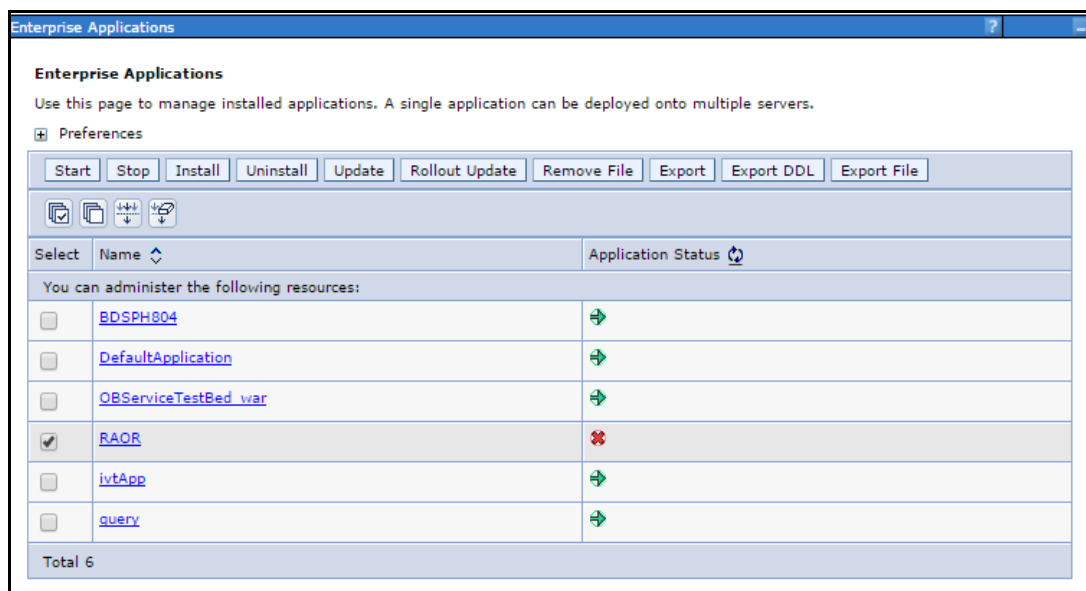 Enterprise Applications ?
Enterprise Applications
Use this page to manage installed applications. A single application can be deployed onto multiple servers.
Preferences
Start Stop Install Uninstall Update Rollout Update Remove File Export Export DDL Export File
Select Name Application Status
You can administer the following resources:
BDSPH804
DefaultApplication
OBServiceTestBed_war
RAOR
ivtApp
query
Total 6